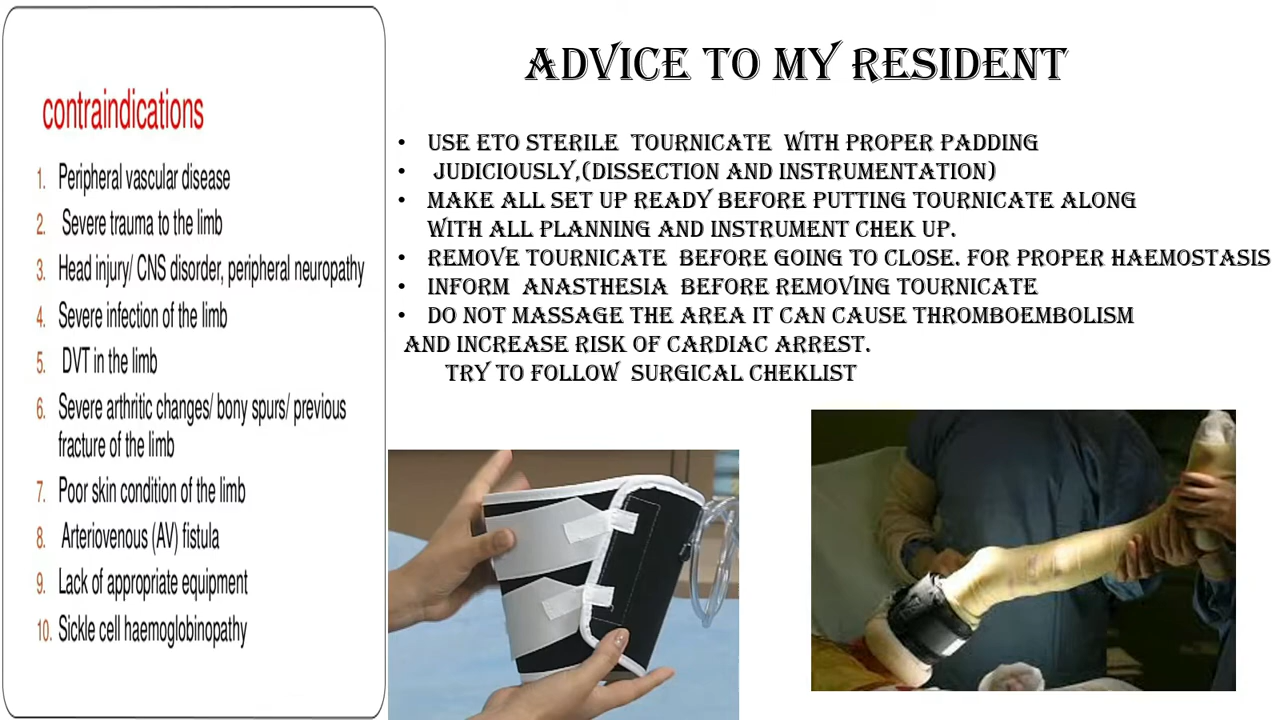 contraindications
1. Peripheral vascular disease
2. Severe trauma to the limb
3. Head injury/ CNS disorder, peripheral neuropathy
4. Severe infection of the limb
5. DVT in the limb
6. Severe arthritic changes/ bony spurs/ previous
fracture of the limb
7. Poor skin condition of the limb
8. Arteriovenous (AV) fistula
9. Lack of appropriate equipment
10. Sickle cell haemoglobinopathy
ADVICE TO MY RESIDENT
• USE ETO STERILE TOURNICATE WITH PROPER PADDING
• JUDICIOUSLY,(DISSECTION AND INSTRUMENTATION)
• MAKE ALL SET UP READY BEFORE PUTTING TOURNICATE ALONG
WITH ALL PLANNING AND INSTRUMENT CHEK UP.
• REMOVE TOURNICATE BEFORE GOING TO CLOSE. FOR PROPER HAEMOSTASIS
• INFORM ANASTHESIA BEFORE REMOVING TOURNICATE
• DO NOT MASSAGE THE AREA IT CAN CAUSE THROMBOEMBOLISM
AND INCREASE RISK OF CARDIAC ARREST.
TRY TO FOLLOW SURGICAL CHEKLIST